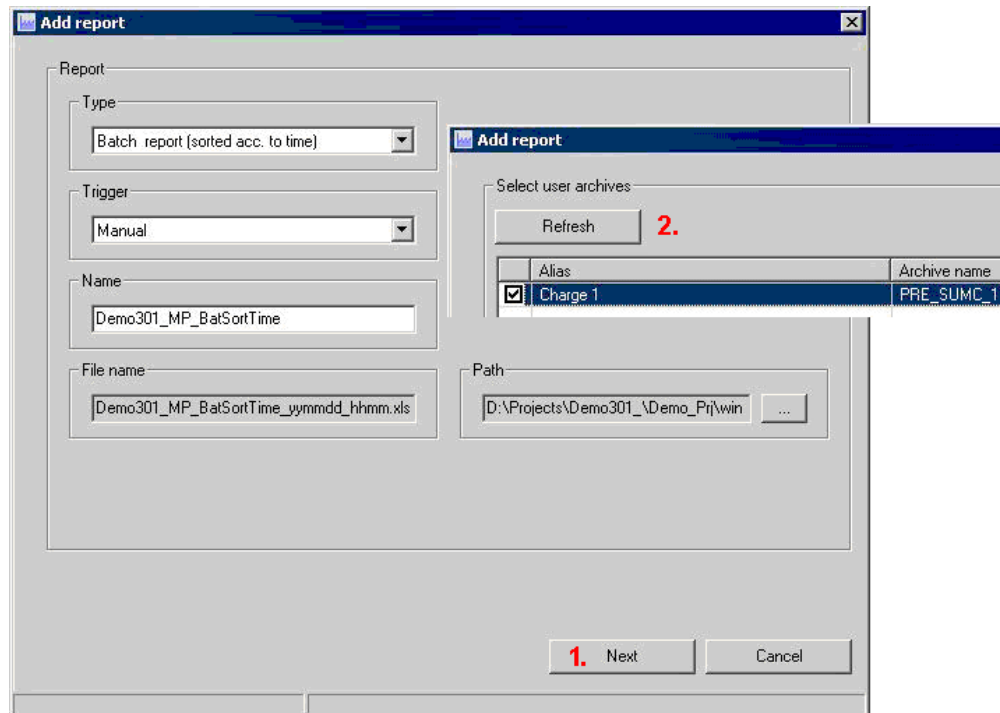 Add report
Report
Type
Batch report (sorted acc. to time)
Trigger
Manual
Name
Demo301_MP_BatSortTime
File name
Demo301_MP_BatSortTime_yymmdd_hhmm.xls
Add report
Select user archives
Refresh
2.
Alias Archive name
Charge 1 PRE_SUMC_1
Path
D:\Projects\Demo301_\Demo_Prj\win
...
1. Next
Cancel